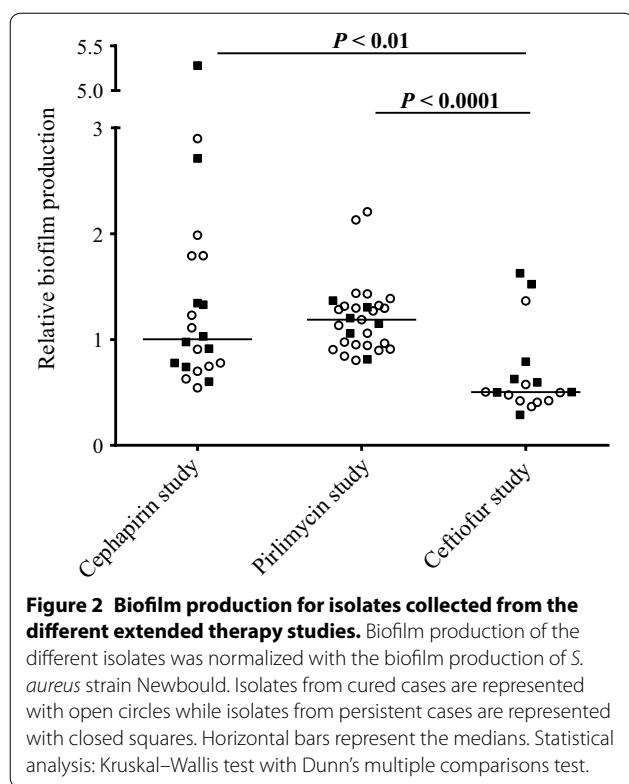 5.5
P < 0.01
5.0
P < 0.0001
3
2
1
0
Relative biofilm production
Cephapirin study
Pirlimycin study
Ceftiofur study
Figure 2 Biofilm production for isolates collected from the
different extended therapy studies. Biofilm production of the
different isolates was normalized with the biofilm production of S.
aureus strain Newbould. Isolates from cured cases are represented
with open circles while isolates from persistent cases are represented
with closed squares. Horizontal bars represent the medians. Statistical
analysis: Kruskal–Wallis test with Dunn’s multiple comparisons test.